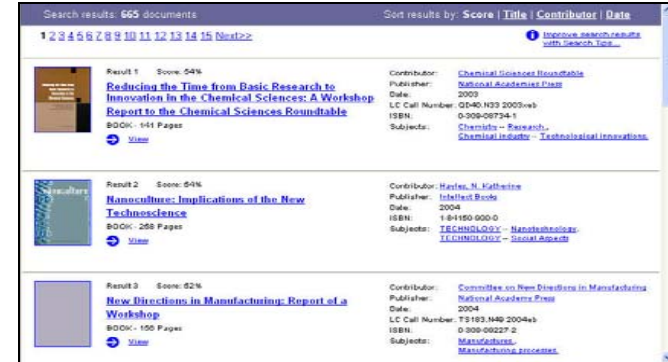 Search results: 665 documents
Sort results by: Score | Title | Contributor | Date
1 2 3 4 5 6 7 8 9 10 11 12 13 14 15 Next>>
Improve search results
with Search Tips...
Result 1 Score: 54%
Reducing the Time from Basic Research to
Innovation in the Chemical Sciences: A Workshop
Report to the Chemical Sciences Roundtable
BOOK - 141 Pages
View
Contributor: Chemical Sciences Roundtable
Publisher: National Academies Press
Date: 2003
LC Call Number: QD40.N33 2003eb
ISBN: 0-309-08734-1
Subjects: Chemistry -- Research.,
Chemical industry -- Technological innovations.
nanoculture
Result 2 Score: 54%
Nanoculture: Implications of the New
Technoscience
BOOK - 258 Pages
View
Contributor: Hayles, N. Katherine
Publisher: Intellect Books
Date: 2004
ISBN: 1-84150-900-0
Subjects: TECHNOLOGY -- Nanotechnology.
TECHNOLOGY -- Social Aspects
Result 3 Score: 52%
New Directions in Manufacturing: Report of a
Workshop
BOOK - 156 Pages
View
Contributor: Committee on New Directions in Manufacturing
Publisher: National Academy Press
Date: 2004
LC Call Number: TS183.N49 2004eb
ISBN: 0-309-09227-2
Subjects: Manufactures.,
Manufacturing processes.